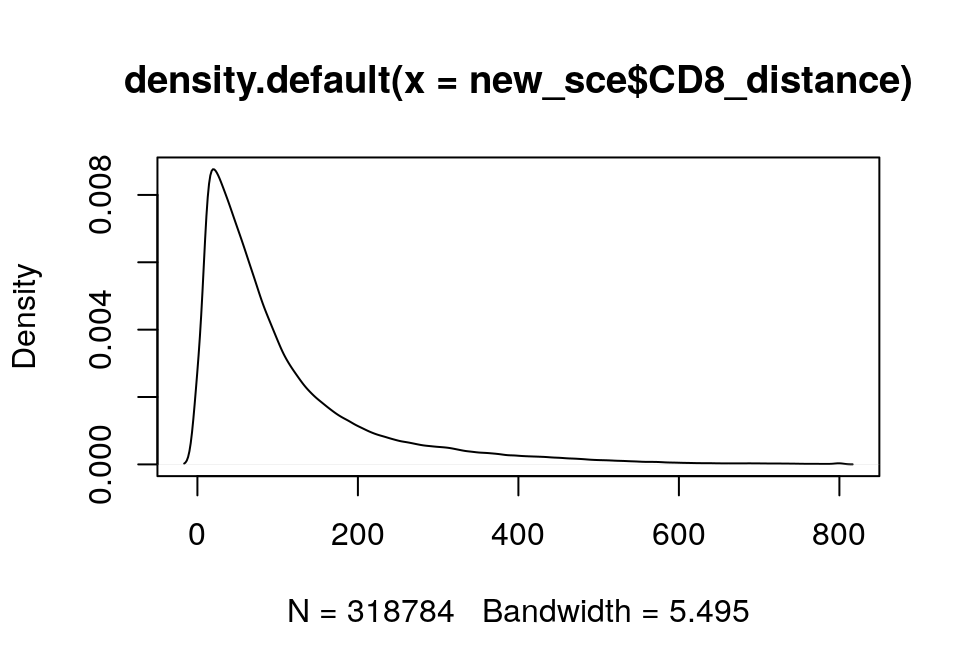 density.default(x = new_sce$CD8_distance)
Density
0.008
0.004
0.000
0 200 400 600 800
N = 318784 Bandwidth = 5.495